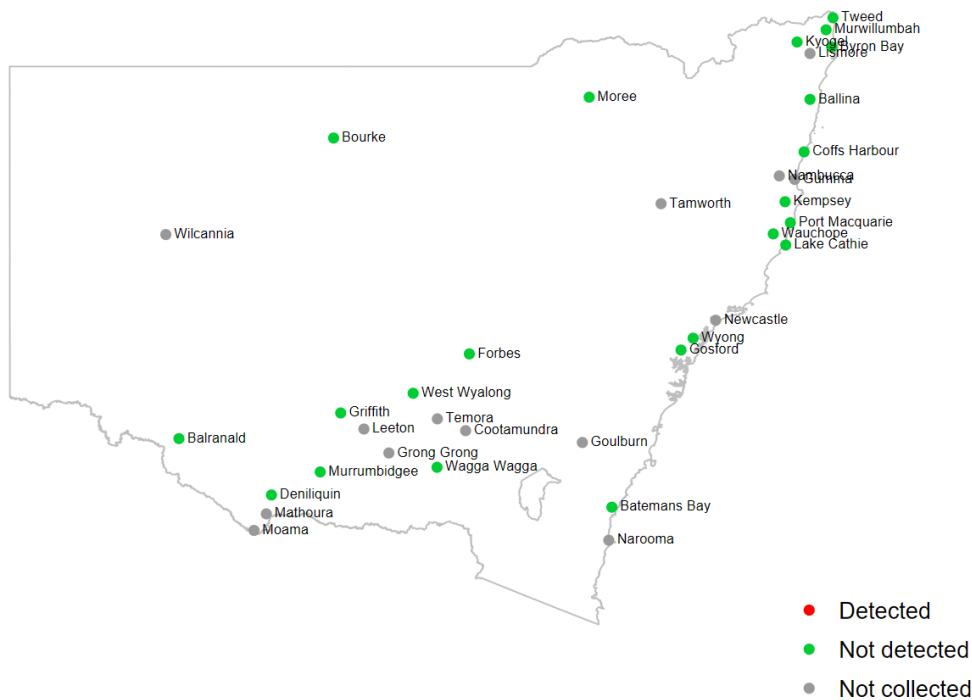 Tweed
Murwillumbah
Kyogel
Byron Bay
Lismore
Moree
Ballina
Bourke
Coffs Harbour
Nambucca
Gumma
Tamworth
Kempsey
Port Macquarie
Wilcannia
Wauchope
Lake Cathie
Newcastle
Wyong
Gosford
Forbes
West Wyalong
Griffith
Temora
Leeton
Cootamundra
Balranald
Goulburn
Grong Grong
Wagga Wagga
Murrumbidgee
Deniliquin
Batemans Bay
Mathoura
Moama
Narooma
Detected
Not detected
Not collected